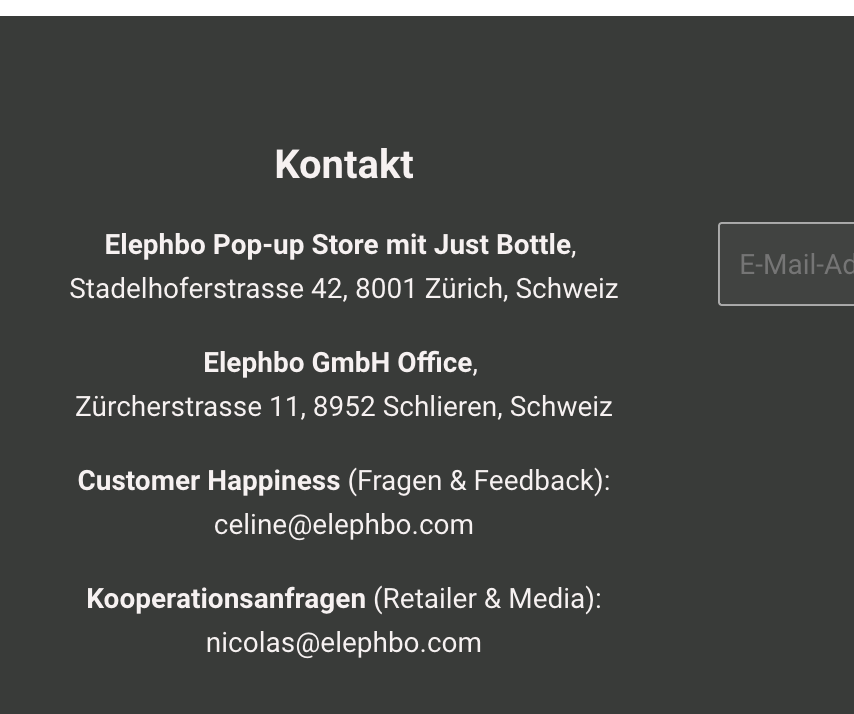 Kontakt
Elephbo Pop-up Store mit Just Bottle,
Stadelhoferstrasse 42, 8001 Zürich, Schweiz
Elephbo GmbH Office,
Zürcherstrasse 11, 8952 Schlieren, Schweiz
Customer Happiness (Fragen & Feedback):
celine@elephbo.com
Kooperationsanfragen (Retailer & Media):
nicolas@elephbo.com
E-Mail-Ad